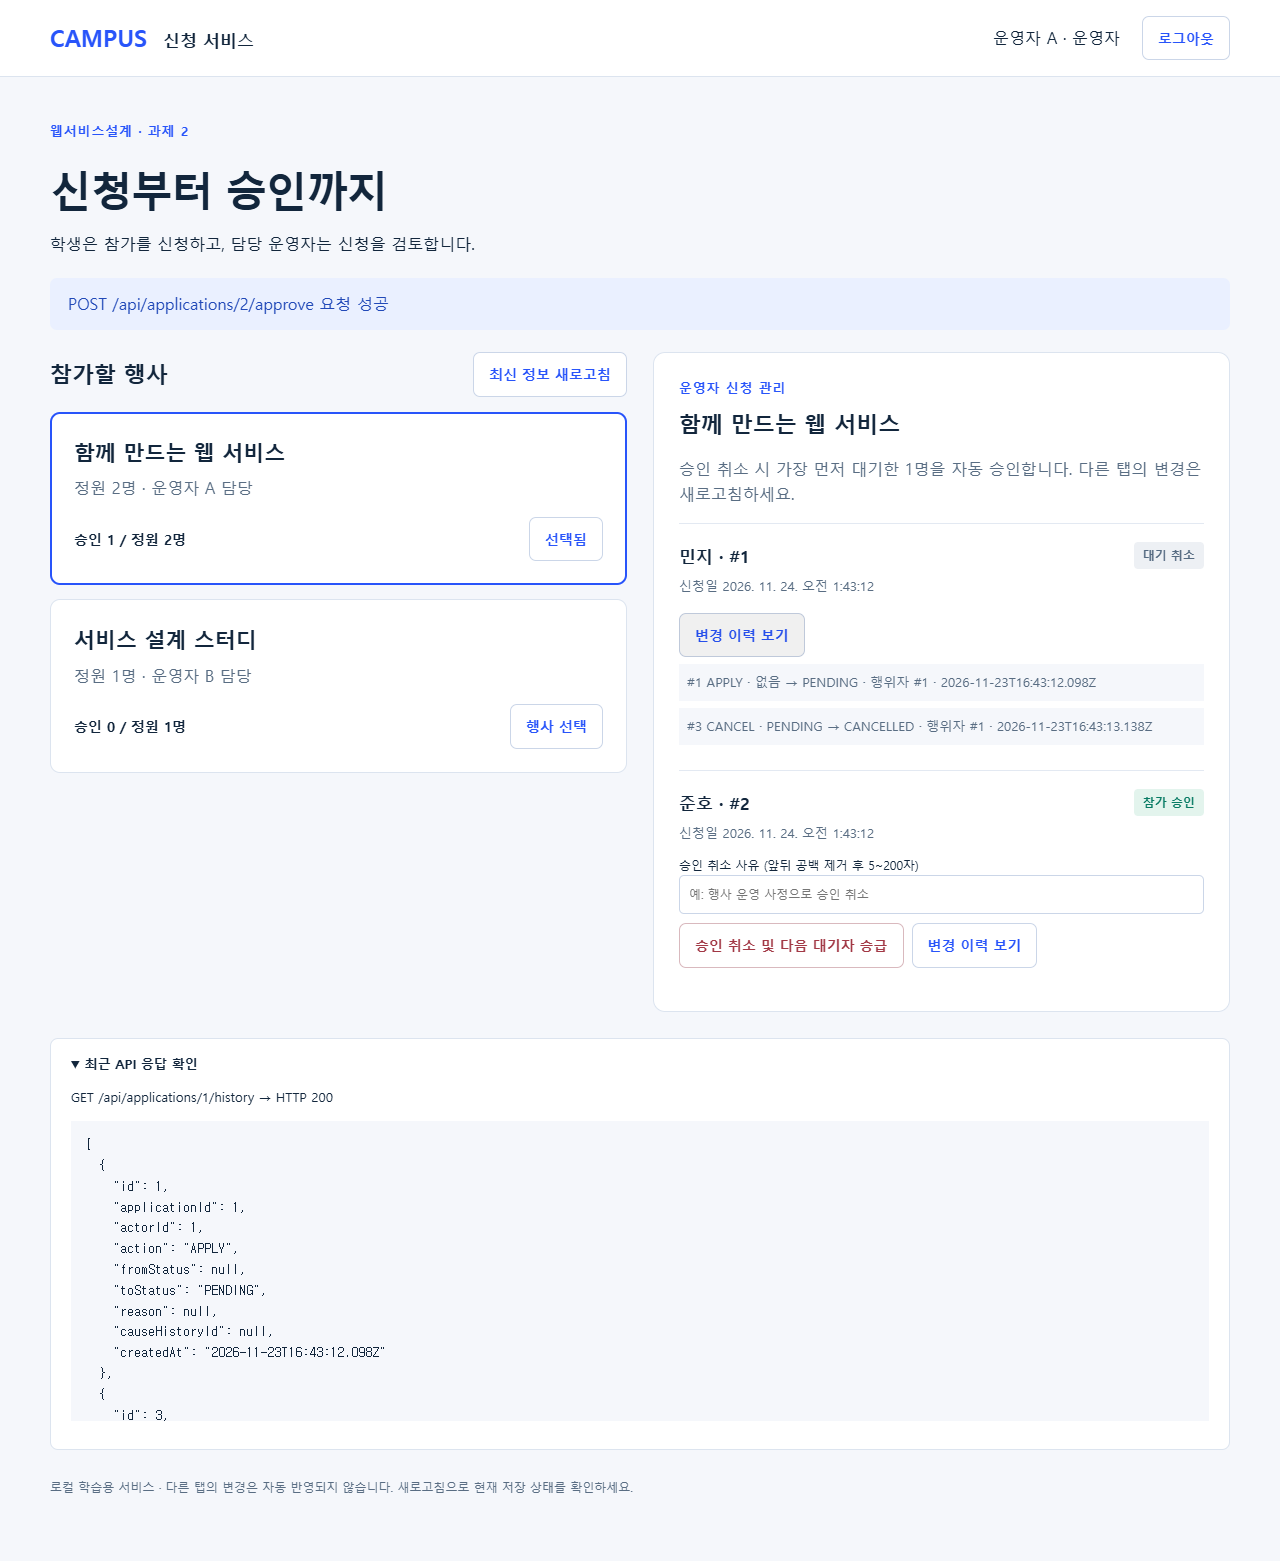 CAMPUS 신청 서비스
운영자 A · 운영자
로그아웃
웹서비스설계 · 과제 2
신청부터 승인까지
학생은 참가를 신청하고, 담당 운영자는 신청을 검토합니다.
POST /api/applications/2/approve 요청 성공
참가할 행사
최신 정보 새로고침
함께 만드는 웹 서비스
정원 2명 · 운영자 A 담당
승인 1 / 정원 2명
선택됨
서비스 설계 스터디
정원 1명 · 운영자 B 담당
승인 0 / 정원 1명
행사 선택
운영자 신청 관리
함께 만드는 웹 서비스
승인 취소 시 가장 먼저 대기한 1명을 자동 승인합니다. 다른 탭의 변경은
새로고침하세요.
민지 · #1
대기 취소
신청일 2026. 11. 24. 오전 1:43:12
변경 이력 보기
#1 APPLY · 없음 → PENDING · 행위자 #1 · 2026-11-23T16:43:12.098Z
#3 CANCEL · PENDING → CANCELLED · 행위자 #1 · 2026-11-23T16:43:13.138Z
준호 · #2
참가 승인
신청일 2026. 11. 24. 오전 1:43:12
승인 취소 사유 (앞뒤 공백 제거 후 5~200자)
예: 행사 운영 사정으로 승인 취소
승인 취소 및 다음 대기자 승급
변경 이력 보기
▼ 최근 API 응답 확인
GET /api/applications/1/history → HTTP 200
[
{
"id": 1,
"applicationId": 1,
"actorId": 1,
"action": "APPLY",
"fromStatus": null,
"toStatus": "PENDING",
"reason": null,
"causeHistoryId": null,
"createdAt": "2026-11-23T16:43:12.098Z"
},
{
"id": 3,
로컬 학습용 서비스 · 다른 탭의 변경은 자동 반영되지 않습니다. 새로고침으로 현재 저장 상태를 확인하세요.